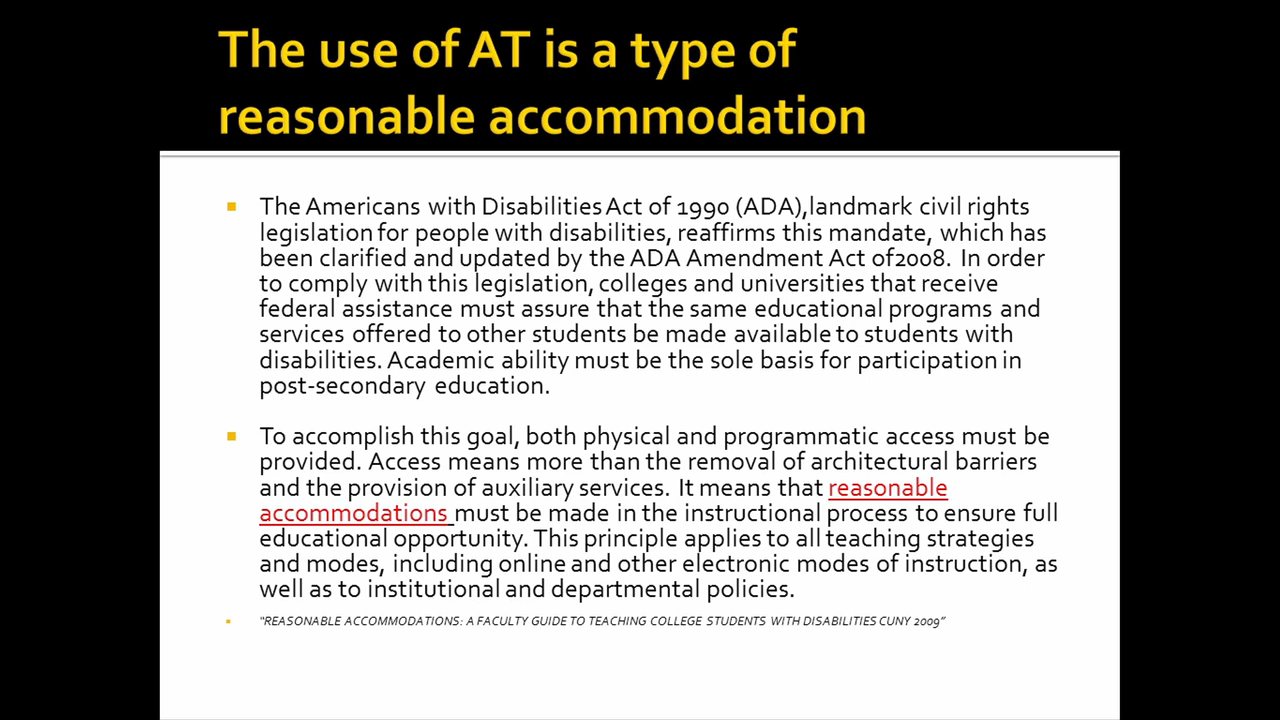 The use of AT is a type of
reasonable accommodation
The Americans with Disabilities Act of 1990 (ADA),landmark civil rights
legislation for people with disabilities, reaffirms this mandate, which has
been clarified and updated by the ADA Amendment Act of2008. In order
to comply with this legislation, colleges and universities that receive
federal assistance must assure that the same educational programs and
services offered to other students be made available to students with
disabilities. Academic ability must be the sole basis for participation in
post-secondary education.
To accomplish this goal, both physical and programmatic access must be
provided. Access means more than the removal of architectural barriers
and the provision of auxiliary services. It means that reasonable
accommodations must be made in the instructional process to ensure full
educational opportunity. This principle applies to all teaching strategies
and modes, including online and other electronic modes of instruction, as
well as to institutional and departmental policies.
"REASONABLE ACCOMMODATIONS: A FACULTY GUIDE TO TEACHING COLLEGE STUDENTS WITH DISABILITIES CUNY 2009"